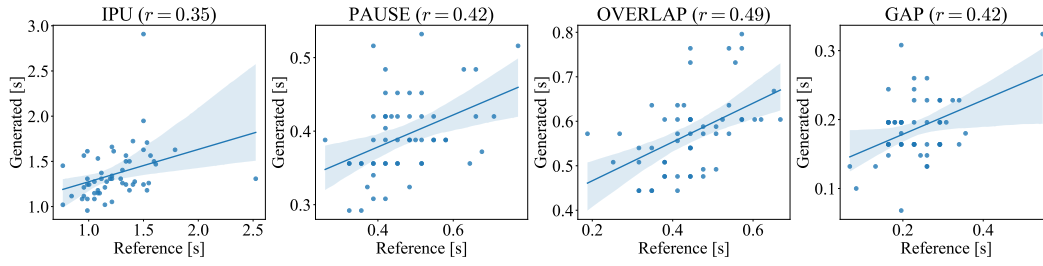 IPU (r = 0.35)
Generated [s]
3.0
2.5
2.0
1.5
1.0
1.0 1.5 2.0 2.5
Reference [s]
PAUSE (r = 0.42)
Generated [s]
0.5
0.4
0.3
0.4 0.6
Reference [s]
OVERLAP (r = 0.49)
Generated [s]
0.8
0.7
0.6
0.5
0.4
0.2 0.4 0.6
Reference [s]
GAP (r = 0.42)
Generated [s]
0.3
0.2
0.1
0.2 0.4
Reference [s]